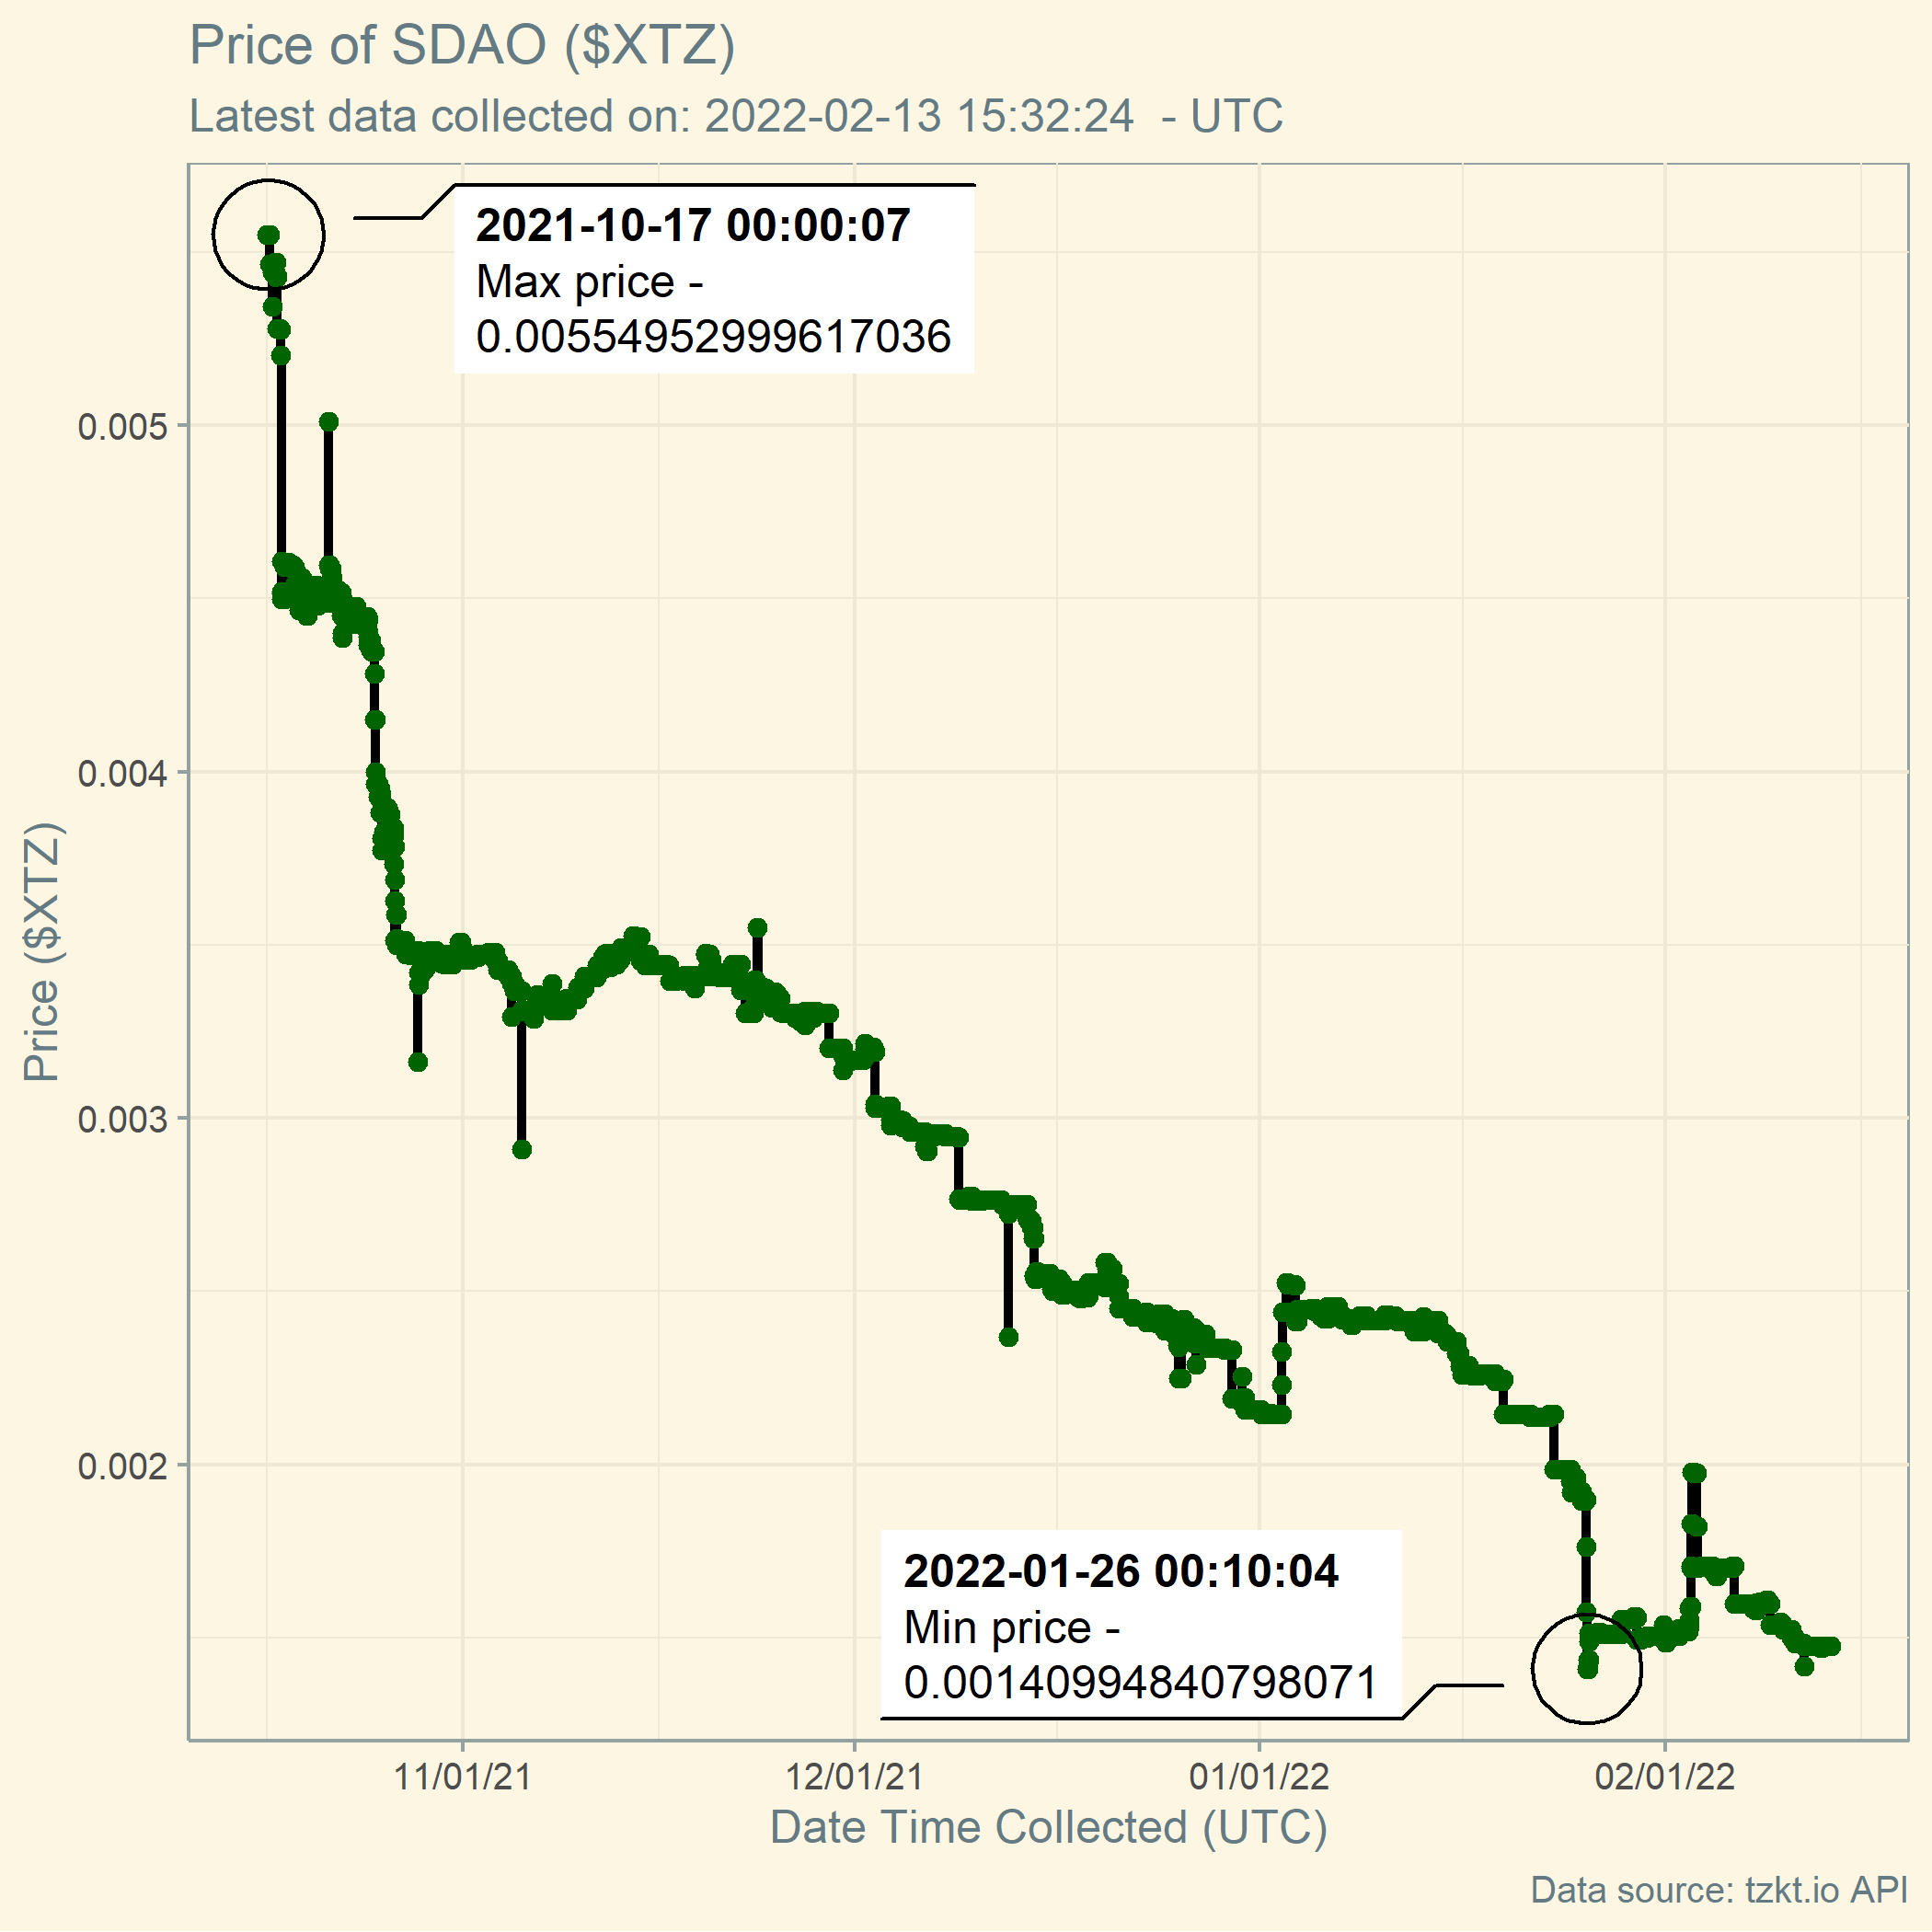 Price of SDAO ($XTZ)
Latest data collected on: 2022-02-13 15:32:24  - UTC
2021-10-17 00:00:07
Max price -
0.00554952999617036
0.005
0.004
0.003
0.002
Price ($XTZ)
2022-01-26 00:10:04
Min price -
0.00140994840798071
11/01/21
12/01/21
01/01/22
02/01/22
Date Time Collected (UTC)
Data source: tzkt.io API